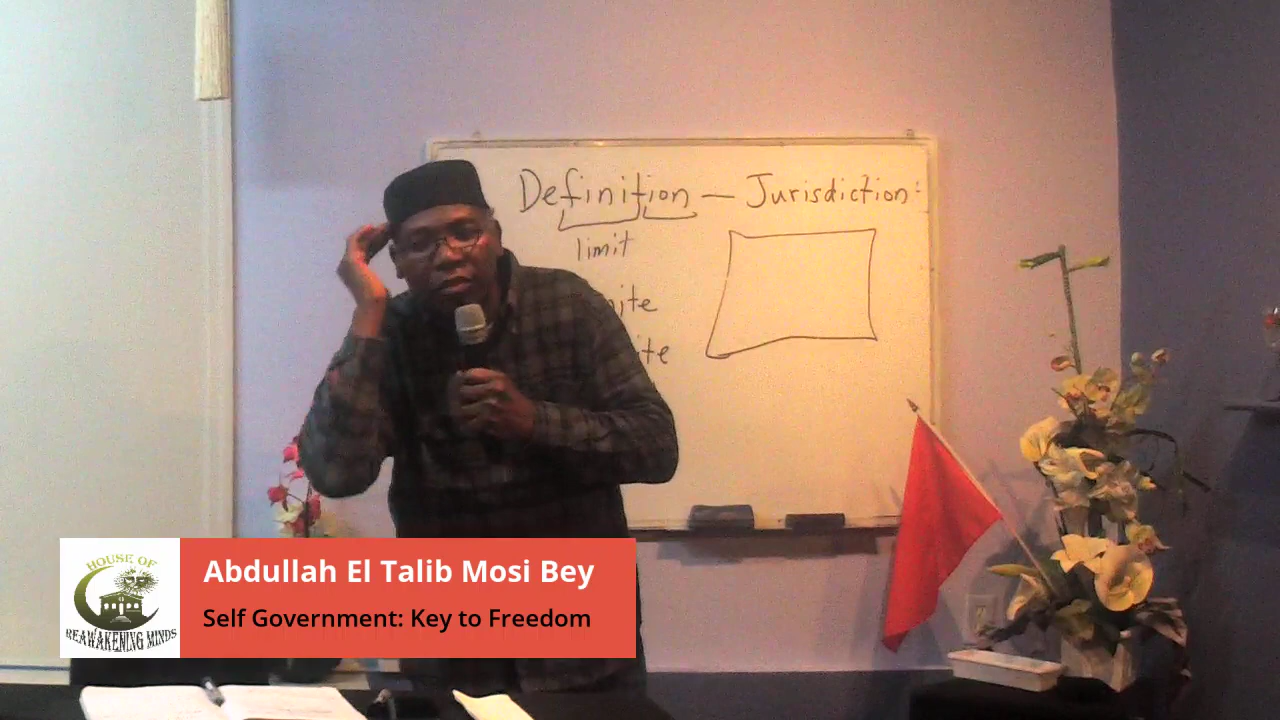 Definition — Jurisdiction:
limit
HOUSE OF
REAWAKENING MINDS
Abdullah El Talib Mosi Bey
Self Government: Key to Freedom